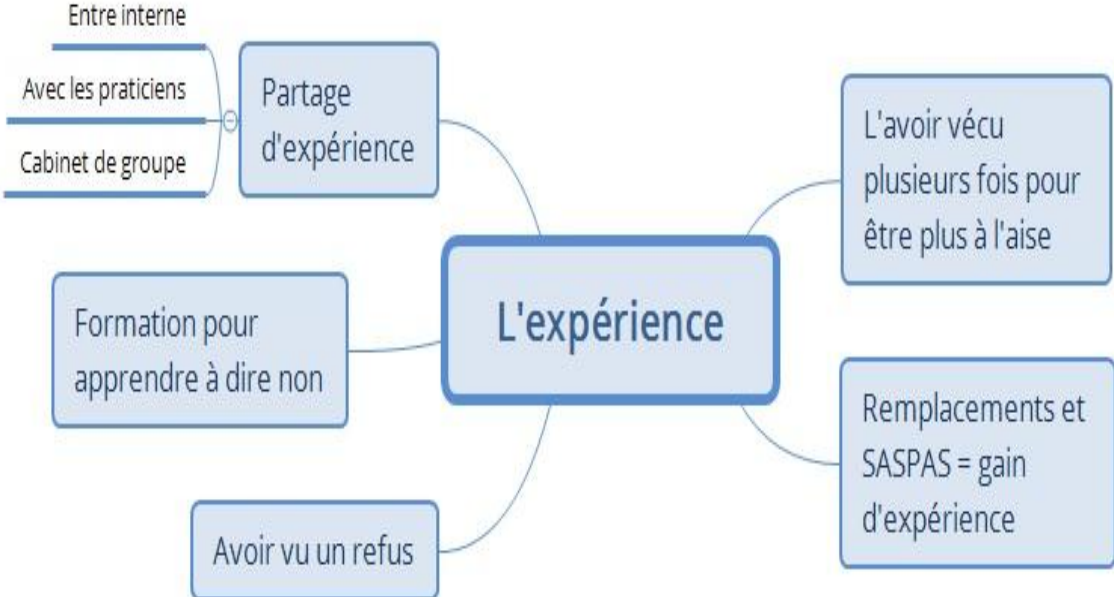 Entre interne
Avec les praticiens
Cabinet de groupe
Partage
d'expérience
L'avoir vécu
plusieurs fois pour
être plus à l'aise
Formation pour
apprendre à dire non
L'expérience
Remplacements et
SASPAS = gain
d'expérience
Avoir vu un refus